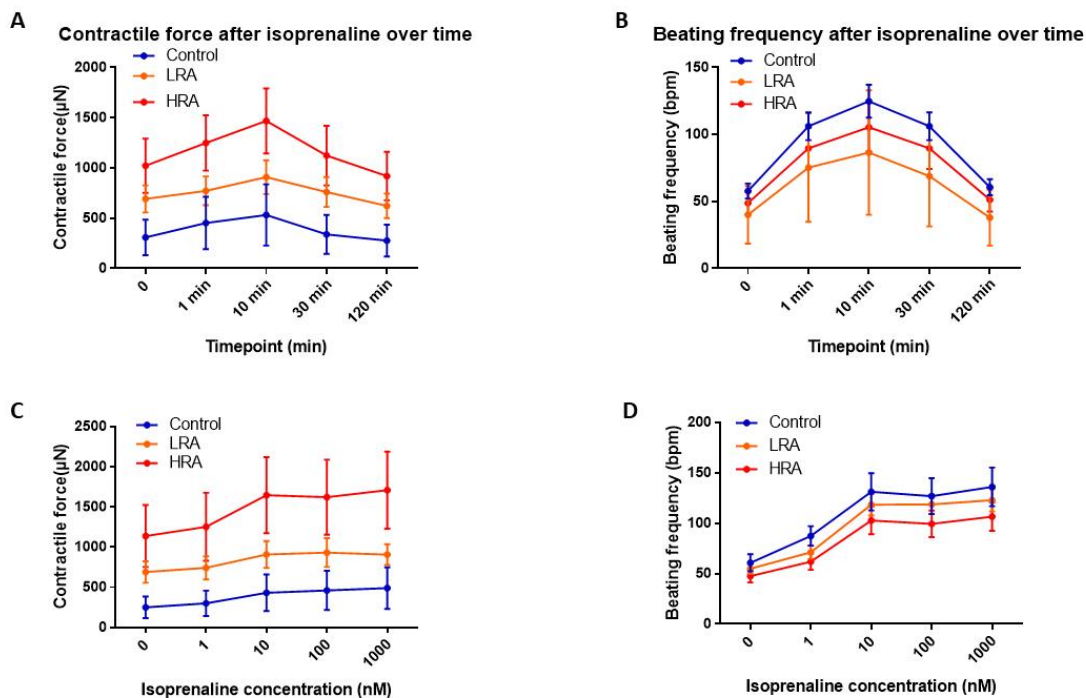 A
Contractile force after isoprenaline over time
Control
LRA
HRA
2000
1500
1000
500
0
Contractile force(µN)
0
1 min
10 min
30 min
120 min
Timepoint (min)
B
Beating frequency after isoprenaline over time
Control
LRA
HRA
150
100
50
0
Beating frequency (bpm)
0
1 min
10 min
30 min
120 min
Timepoint (min)
C
Control
LRA
HRA
2500
2000
1500
1000
500
0
Contractile force(µN)
0
1
10
100
1000
Isoprenaline concentration (nM)
D
Control
LRA
HRA
200
150
100
50
0
Beating frequency (bpm)
0
1
10
100
1000
Isoprenaline concentration (nM)